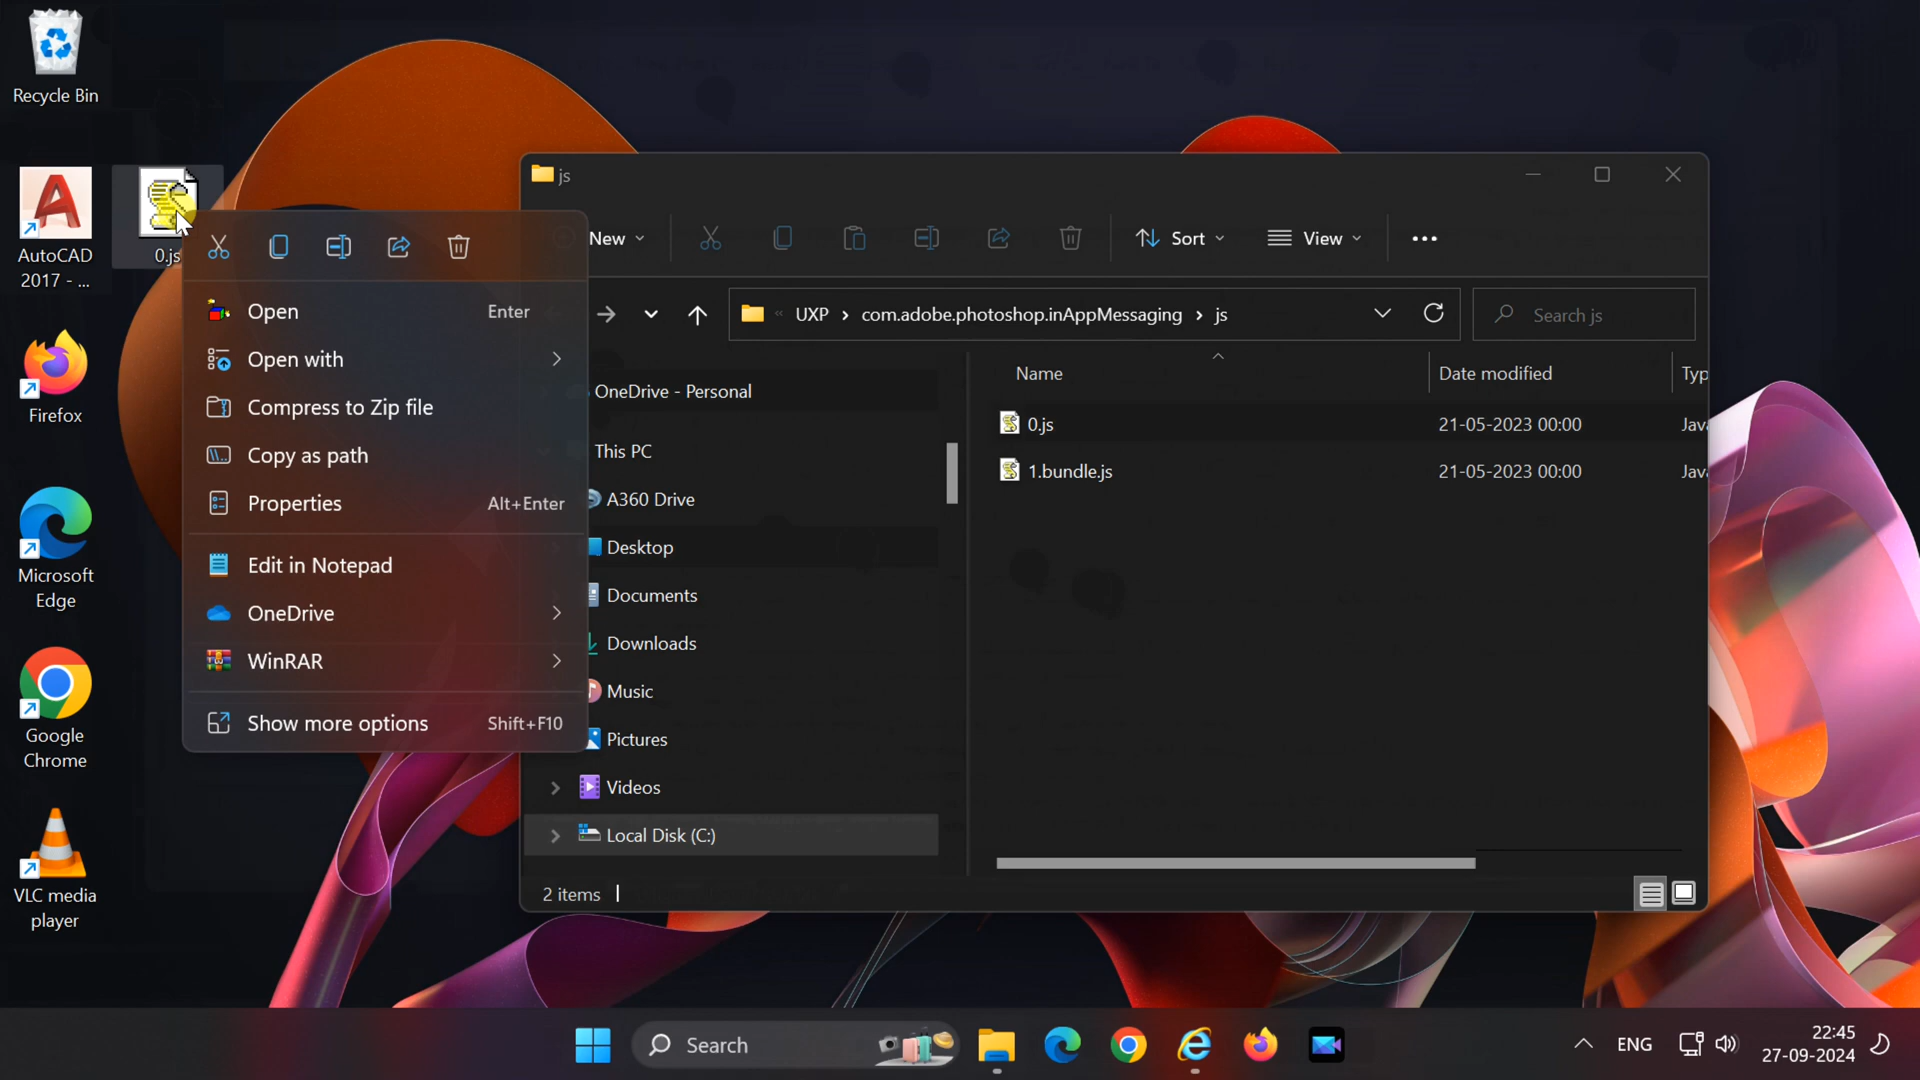 Recycle Bin
AutoCAD
2017 - ...
0.js
Firefox
Microsoft
Edge
Google
Chrome
VLC media
player
Open Enter
Open with
Compress to Zip file
Copy as path
Properties Alt+Enter
Edit in Notepad
OneDrive
WinRAR
Show more options Shift+F10
js
New
Sort
View
« UXP > com.adobe.photoshop.inAppMessaging > js
Search js
OneDrive - Personal
This PC
A360 Drive
Desktop
Documents
Downloads
Music
Pictures
Videos
Local Disk (C:)
Name Date modified Typ
0.js 21-05-2023 00:00 Jav
1.bundle.js 21-05-2023 00:00 Jav
2 items
Search
ENG
22:45
27-09-2024